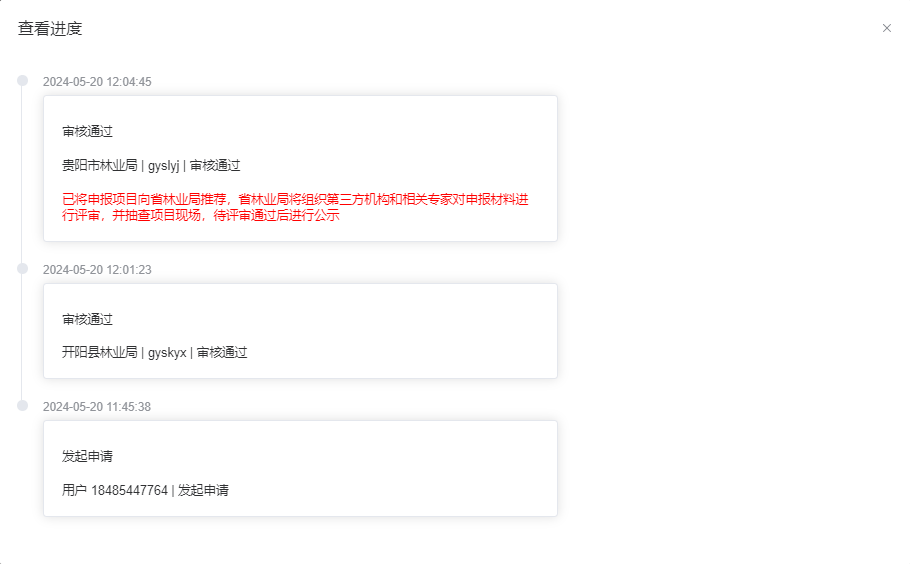 查看进度
×
2024-05-20 12:04:45
审核通过
贵阳市林业局 | gyslyj | 审核通过
已将申报项目向省林业局推荐，省林业局将组织第三方机构和相关专家对申报材料进
行评审，并抽查项目现场，待评审通过后进行公示
2024-05-20 12:01:23
审核通过
开阳县林业局 | gyskyx | 审核通过
2024-05-20 11:45:38
发起申请
用户 18485447764 | 发起申请